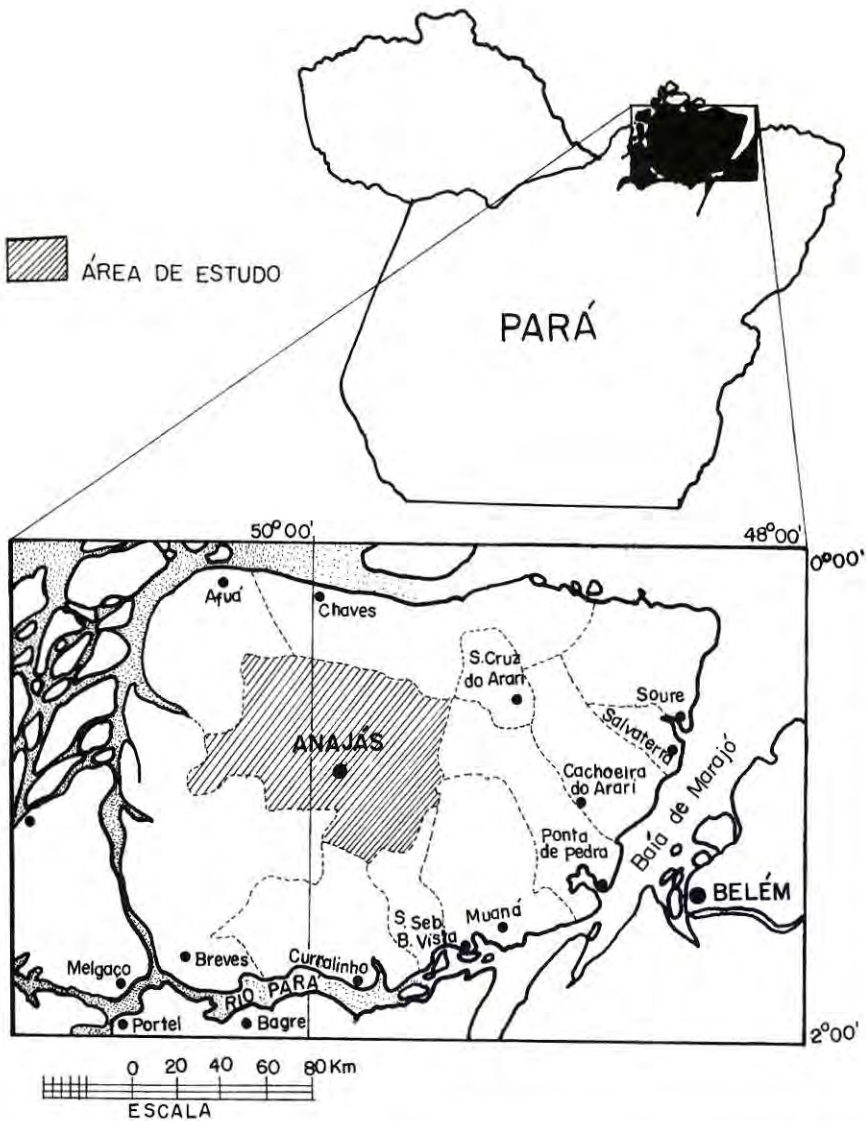 ÁREA DE ESTUDO
PARÁ
50°00'
48°00'
0°00'
Afuá
Chaves
S.Cruz
do Arari
Soure
Salvaterra
ANAJÁS
Cachoeira
do Arari
Baía de Marajó
Ponta
de pedra
BELÉM
S. Seb.
B. Vista
Muaná
Breves
Curralinho
Melgaço
RIO PARÁ
Portel
Bagre
2°00'
0 20 40 60 80 Km
ESCALA